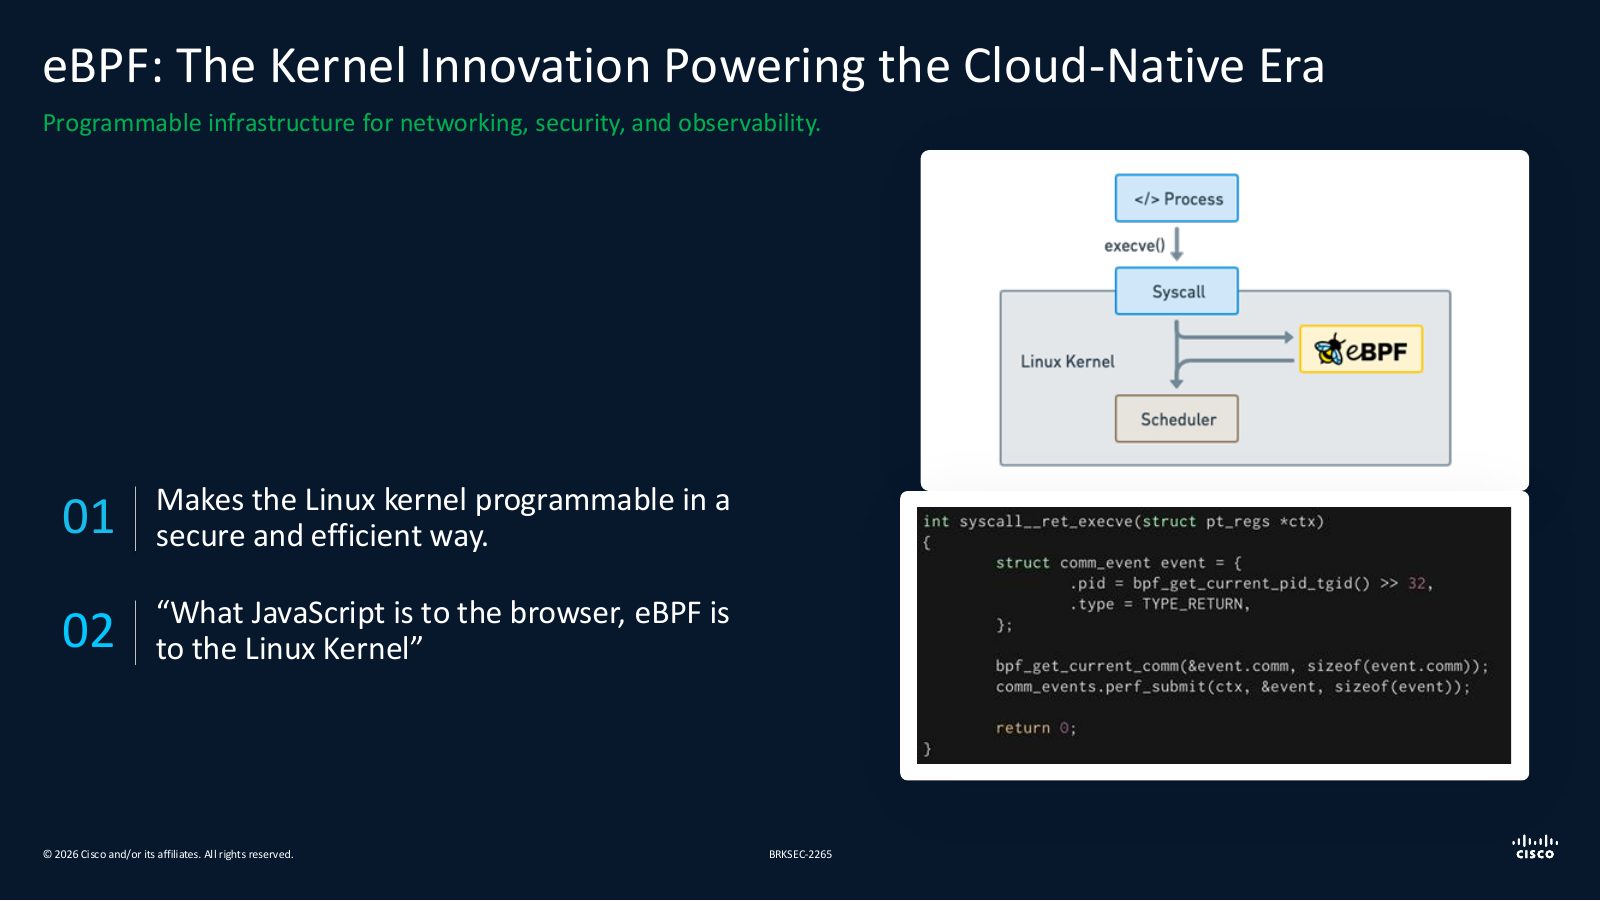 eBPF: The Kernel Innovation Powering the Cloud-Native Era
Programmable infrastructure for networking, security, and observability.
01
Makes the Linux kernel programmable in a
secure and efficient way.
02
“What JavaScript is to the browser, eBPF is
to the Linux Kernel”
</> Process
execve()
Syscall
Linux Kernel
eBPF
Scheduler
int syscall__ret_execve(struct pt_regs *ctx)
{
        struct comm_event event = {
                .pid = bpf_get_current_pid_tgid() >> 32,
                .type = TYPE_RETURN,
        };
        bpf_get_current_comm(&event.comm, sizeof(event.comm));
        comm_events.perf_submit(ctx, &event, sizeof(event));
        return 0;
}
© 2026 Cisco and/or its affiliates. All rights reserved.
BRKSEC-2265
CISCO